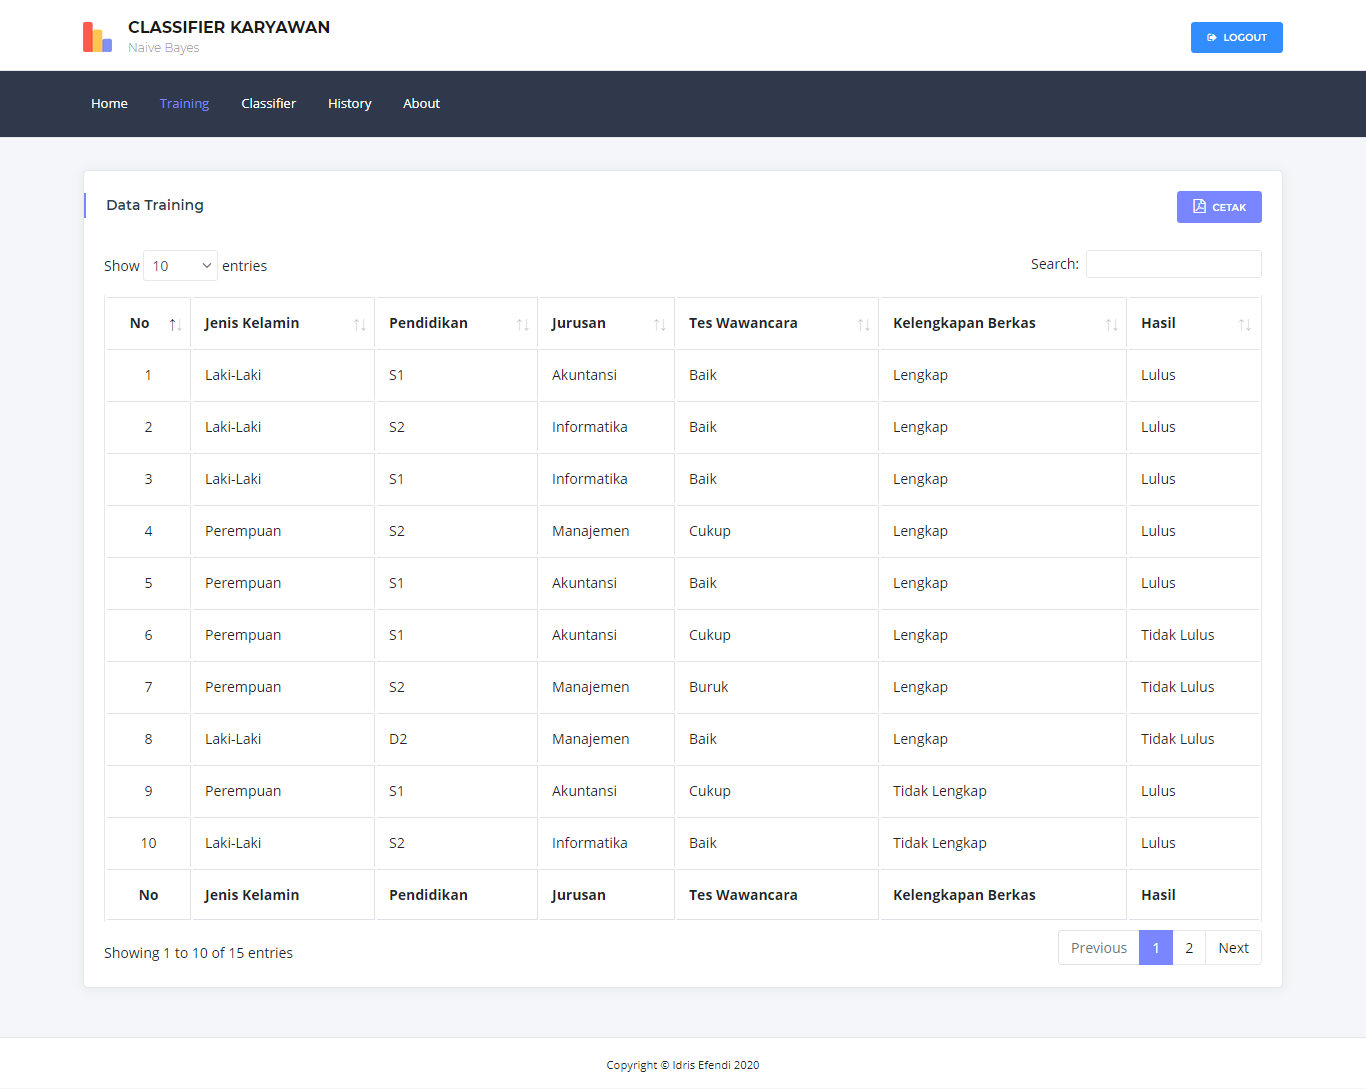 CLASSIFIER KARYAWAN
Naive Bayes
LOGOUT
Home Training Classifier History About
Data Training
CETAK
Show 10 entries
Search:
No Jenis Kelamin Pendidikan Jurusan Tes Wawancara Kelengkapan Berkas Hasil
1 Laki-Laki S1 Akuntansi Baik Lengkap Lulus
2 Laki-Laki S2 Informatika Baik Lengkap Lulus
3 Laki-Laki S1 Informatika Baik Lengkap Lulus
4 Perempuan S2 Manajemen Cukup Lengkap Lulus
5 Perempuan S1 Akuntansi Baik Lengkap Lulus
6 Perempuan S1 Akuntansi Cukup Lengkap Tidak Lulus
7 Perempuan S2 Manajemen Buruk Lengkap Tidak Lulus
8 Laki-Laki D2 Manajemen Baik Lengkap Tidak Lulus
9 Perempuan S1 Akuntansi Cukup Tidak Lengkap Lulus
10 Laki-Laki S2 Informatika Baik Tidak Lengkap Lulus
No Jenis Kelamin Pendidikan Jurusan Tes Wawancara Kelengkapan Berkas Hasil
Showing 1 to 10 of 15 entries
Previous 1 2 Next
Copyright © Idris Efendi 2020